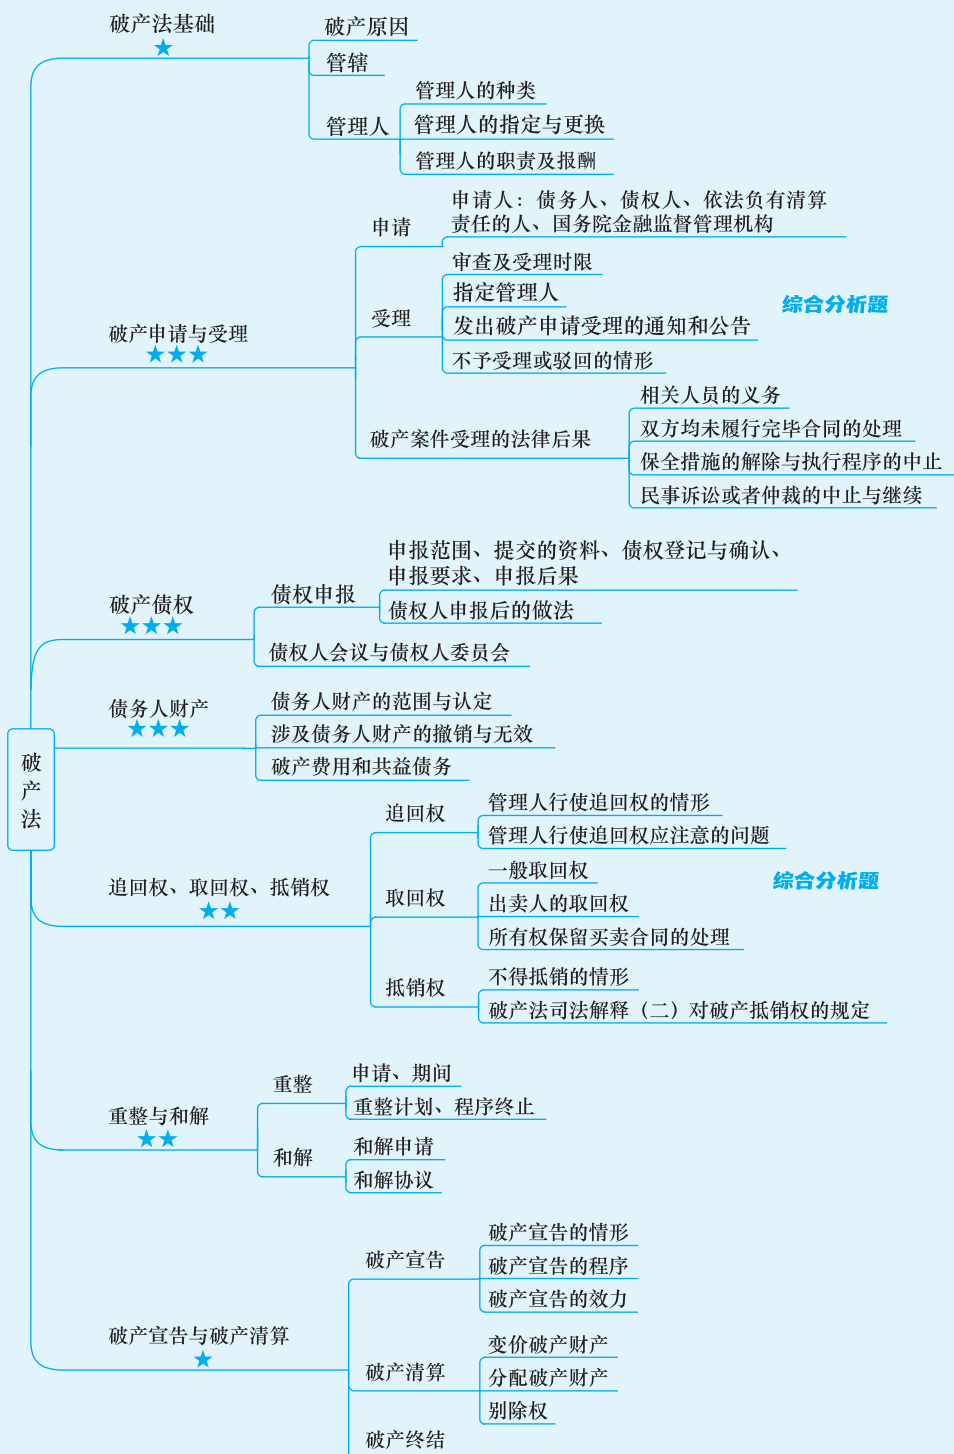 破产法
破产法基础
★
破产原因
管辖
管理人
管理人的种类
管理人的指定与更换
管理人的职责及报酬
破产申请与受理
★★★
申请
申请人：债务人、债权人、依法负有清算
责任的人、国务院金融监督管理机构
受理
审查及受理时限
指定管理人
发出破产申请受理的通知和公告
不予受理或驳回的情形
综合分析题
破产案件受理的法律后果
相关人员的义务
双方均未履行完毕合同的处理
保全措施的解除与执行程序的中止
民事诉讼或者仲裁的中止与继续
破产债权
★★★
债权申报
申报范围、提交的资料、债权登记与确认、
申报要求、申报后果
债权人申报后的做法
债权人会议与债权人委员会
债务人财产
★★★
债务人财产的范围与认定
涉及债务人财产的撤销与无效
破产费用和共益债务
追回权、取回权、抵销权
★★
追回权
管理人行使追回权的情形
管理人行使追回权应注意的问题
取回权
一般取回权
出卖人的取回权
所有权保留买卖合同的处理
综合分析题
抵销权
不得抵销的情形
破产法司法解释（二）对破产抵销权的规定
重整与和解
★★
重整
申请、期间
重整计划、程序终止
和解
和解申请
和解协议
破产宣告与破产清算
★
破产宣告
破产宣告的情形
破产宣告的程序
破产宣告的效力
破产清算
变价破产财产
分配破产财产
别除权
破产终结